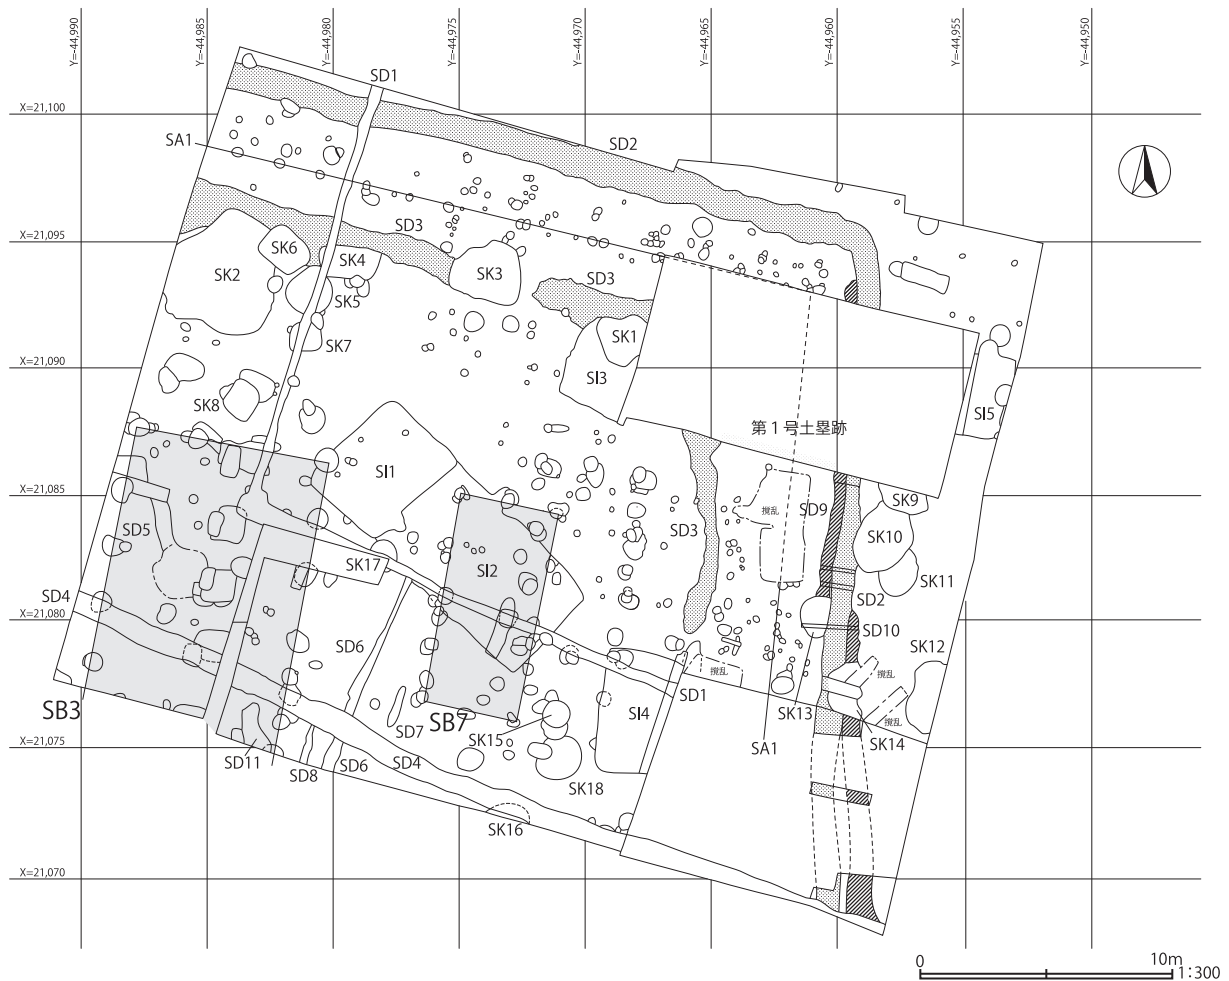 Y=-44,990
Y=-44,985
Y=-44,980
Y=-44,975
Y=-44,970
Y=-44,965
Y=-44,960
Y=-44,955
Y=-44,950
SD1
X=21,100
SA1
SD2
SD3
X=21,095
SK6
SK2
SK4
SK3
SD3
SK5
SK1
SK7
X=21,090
SI3
SK8
SI5
第1号土塁跡
SI1
X=21,085
SK9
撹乱
SD9
SD5
SD3
SK10
SK17
SI2
SK11
SD4
SD2
X=21,080
SD10
SD6
SK12
撹乱
撹乱
SD1
SB3
SI4
SK13
SB7
SD7
SK15
撹乱
SK14
SA1
X=21,075
SD11
SD8
SD6
SD4
SK18
SK16
X=21,070
0
10m
1:300